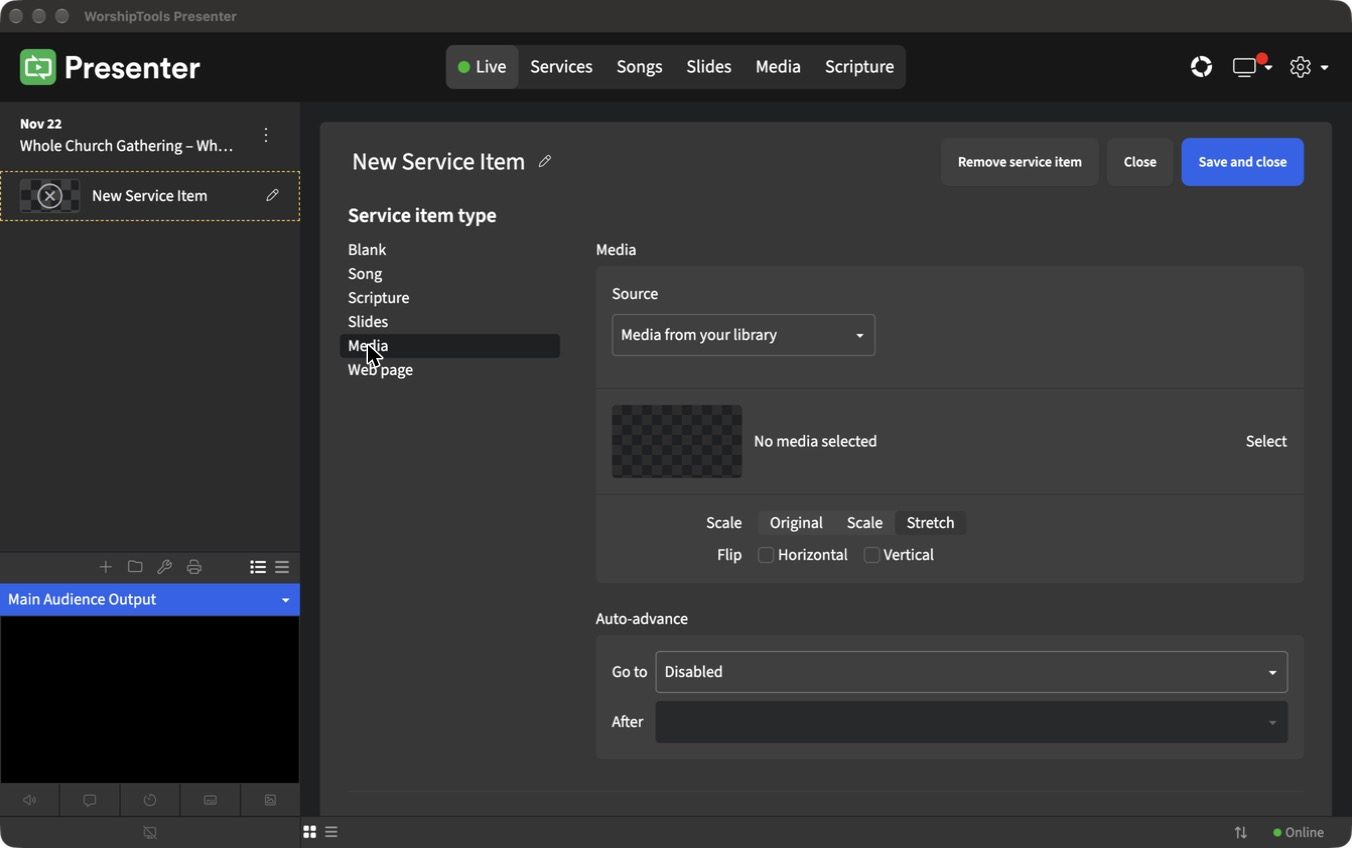 WorshipTools Presenter
Presenter
Live
Services
Songs
Slides
Media
Scripture
Nov 22
Whole Church Gathering – Wh...
New Service Item
New Service Item
Remove service item
Close
Save and close
Service item type
Blank
Song
Scripture
Slides
Media
Web page
Media
Source
Media from your library
No media selected
Select
Scale Original Scale Stretch
Flip Horizontal Vertical
Auto-advance
Go to Disabled
After
Main Audience Output
Online